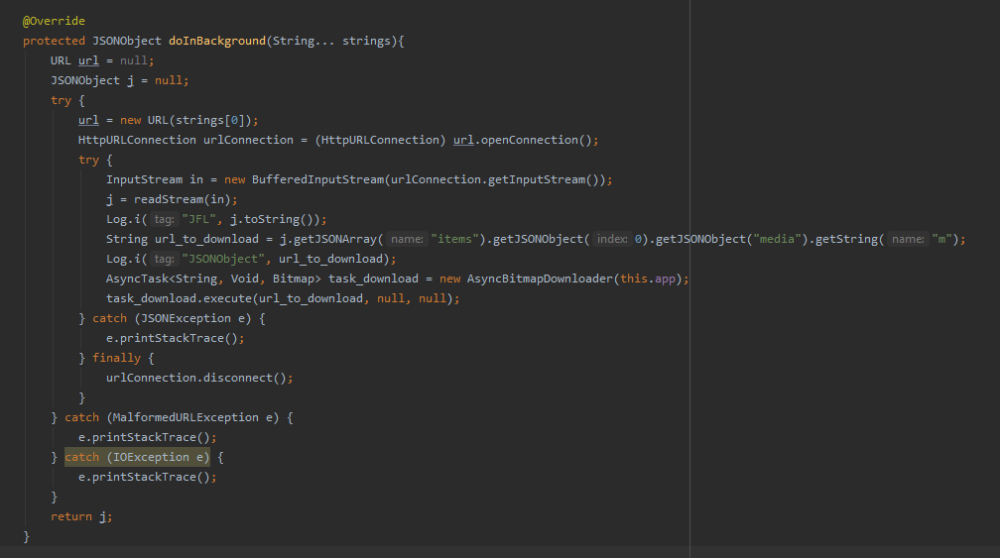 @Override
protected JSONObject doInBackground(String... strings){
URL url = null;
JSONObject j = null;
try {
url = new URL(strings[0]);
HttpURLConnection urlConnection = (HttpURLConnection) url.openConnection();
try {
InputStream in = new BufferedInputStream(urlConnection.getInputStream());
j = readStream(in);
Log.i( tag: "JFL", j.toString());
String url_to_download = j.getJSONArray( name: "items").getJSONObject( index: 0).getJSONObject("media").getString( name: "m");
Log.i( tag: "JSONObject", url_to_download);
AsyncTask<String, Void, Bitmap> task_download = new AsyncBitmapDownloader(this.app);
task_download.execute(url_to_download, null, null);
} catch (JSONException e) {
e.printStackTrace();
} finally {
urlConnection.disconnect();
}
} catch (MalformedURLException e) {
e.printStackTrace();
} catch (IOException e) {
e.printStackTrace();
}
return j;
}